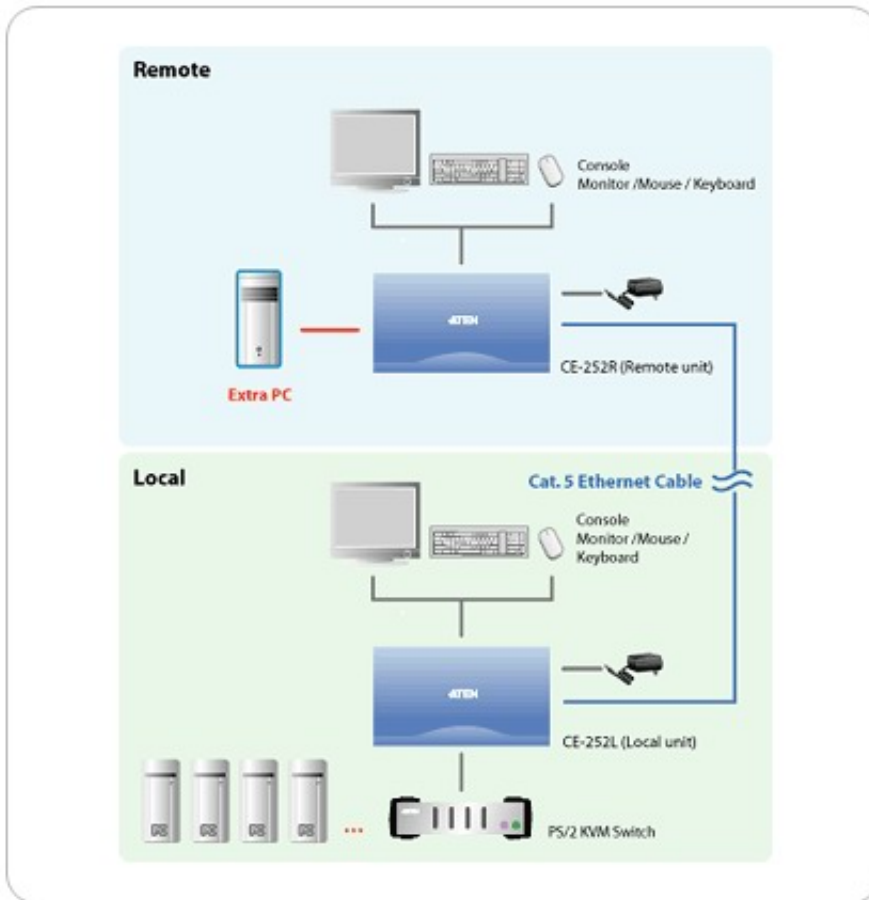 Remote
Console
Monitor /Mouse / Keyboard
ATEN
CE-252R (Remote unit)
Extra PC
Local
Cat. 5 Ethernet Cable
Console
Monitor /Mouse /
Keyboard
ATEN
CE-252L (Local unit)
...
PS/2 KVM Switch